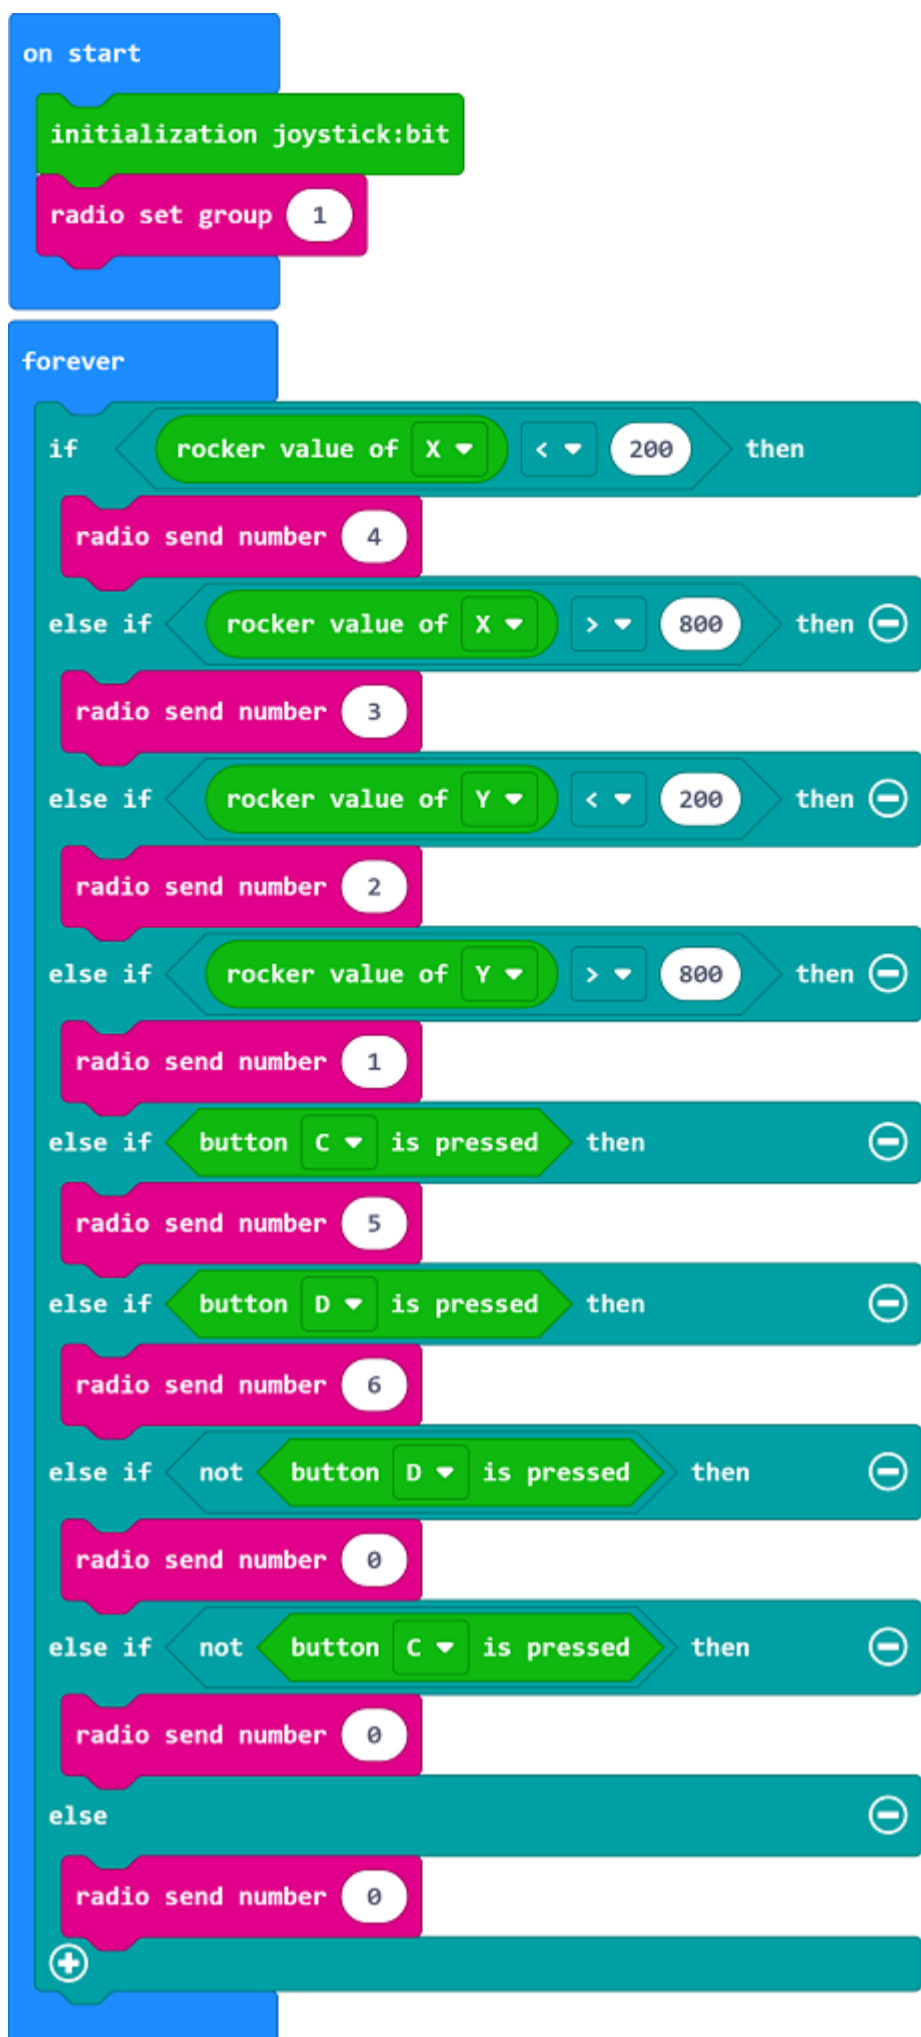 on start
initialization joystick:bit
radio set group 1
forever
if rocker value of X < 200 then
radio send number 4
else if rocker value of X > 800 then
radio send number 3
else if rocker value of Y < 200 then
radio send number 2
else if rocker value of Y > 800 then
radio send number 1
else if button C is pressed then
radio send number 5
else if button D is pressed then
radio send number 6
else if not button D is pressed then
radio send number 0
else if not button C is pressed then
radio send number 0
else
radio send number 0